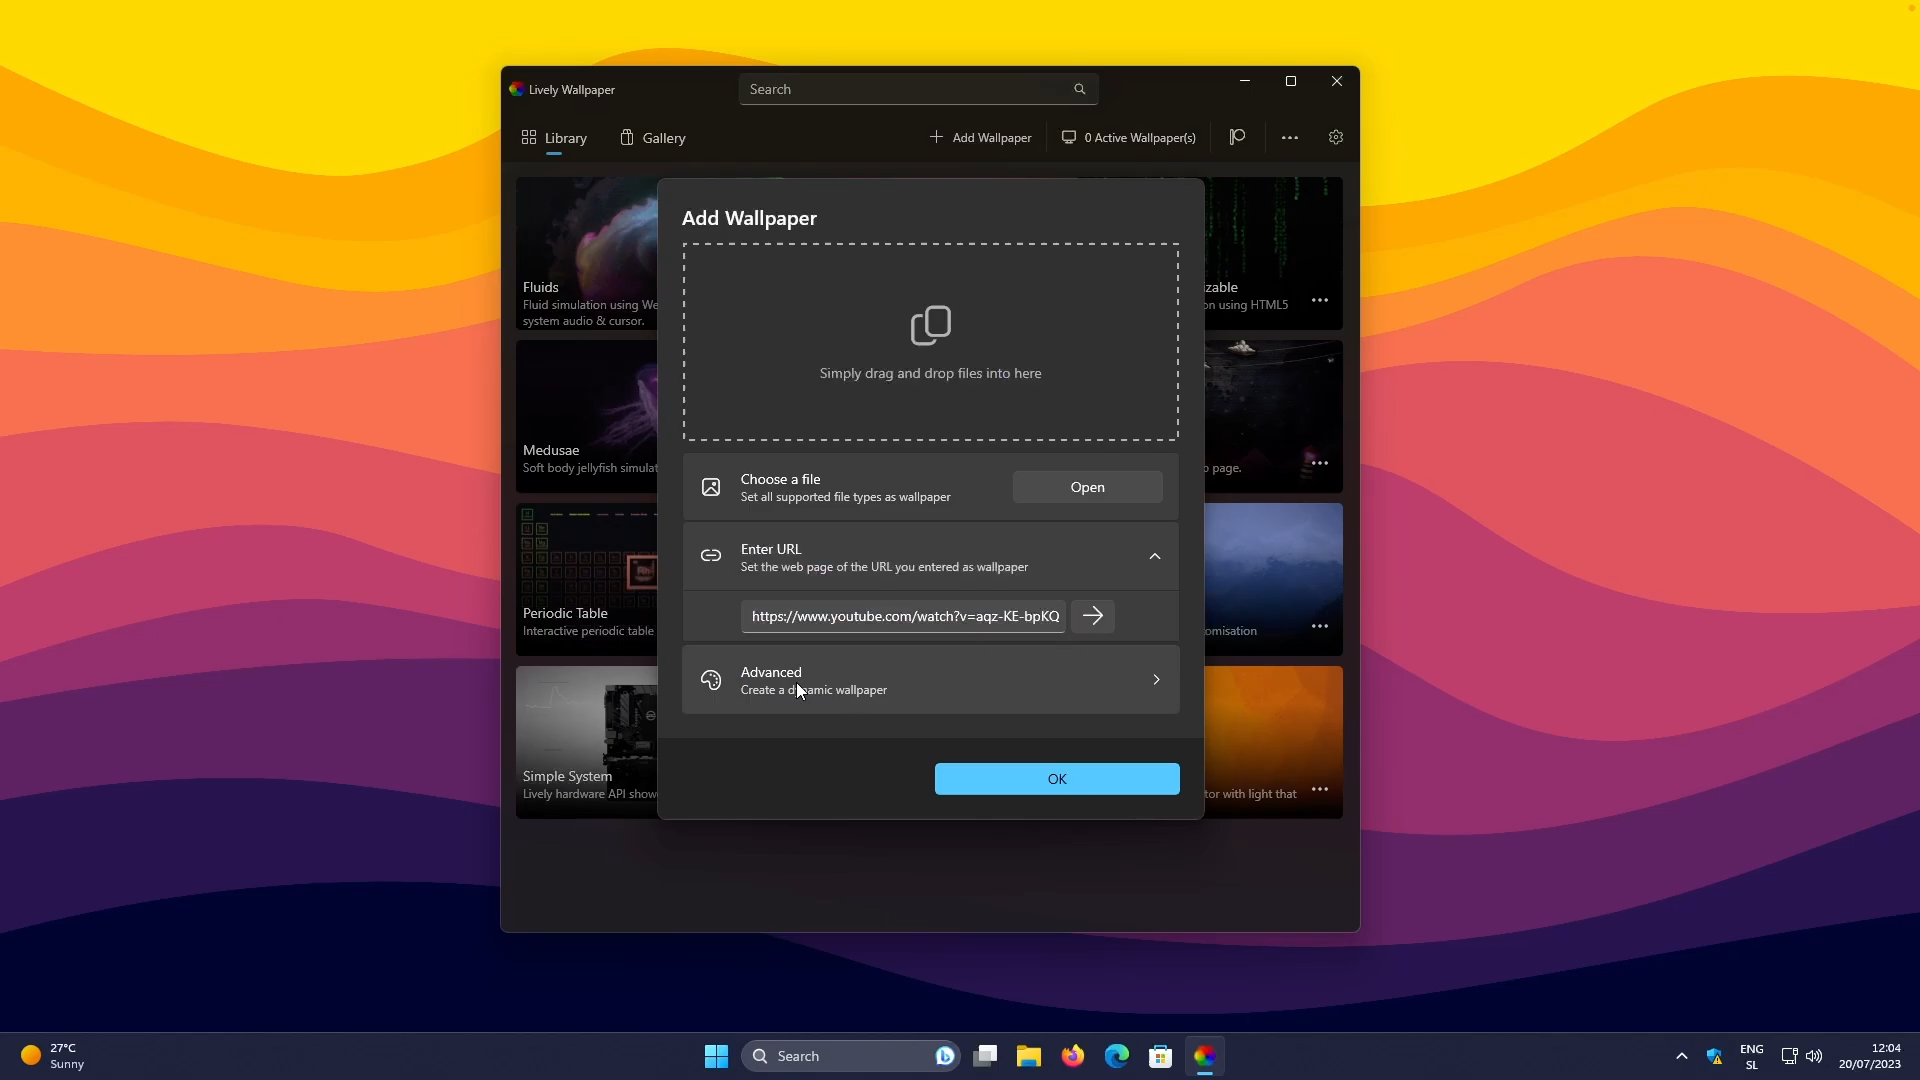 Lively Wallpaper
Search
Library
Gallery
Add Wallpaper
0 Active Wallpaper(s)
Add Wallpaper
Simply drag and drop files into here
Choose a file
Set all supported file types as wallpaper
Open
Enter URL
Set the web page of the URL you entered as wallpaper
https://www.youtube.com/watch?v=aqz-KE-bpKQ
Advanced
Create a dynamic wallpaper
OK
Fluids
Fluid simulation using We
system audio & cursor.
izable
on using HTML5
Medusae
Soft body jellyfish simulat
page.
Periodic Table
Interactive periodic table
omisation
Simple System
Lively hardware API show
tor with light that
27°C
Sunny
Search
ENG
SL
12:04
20/07/2023